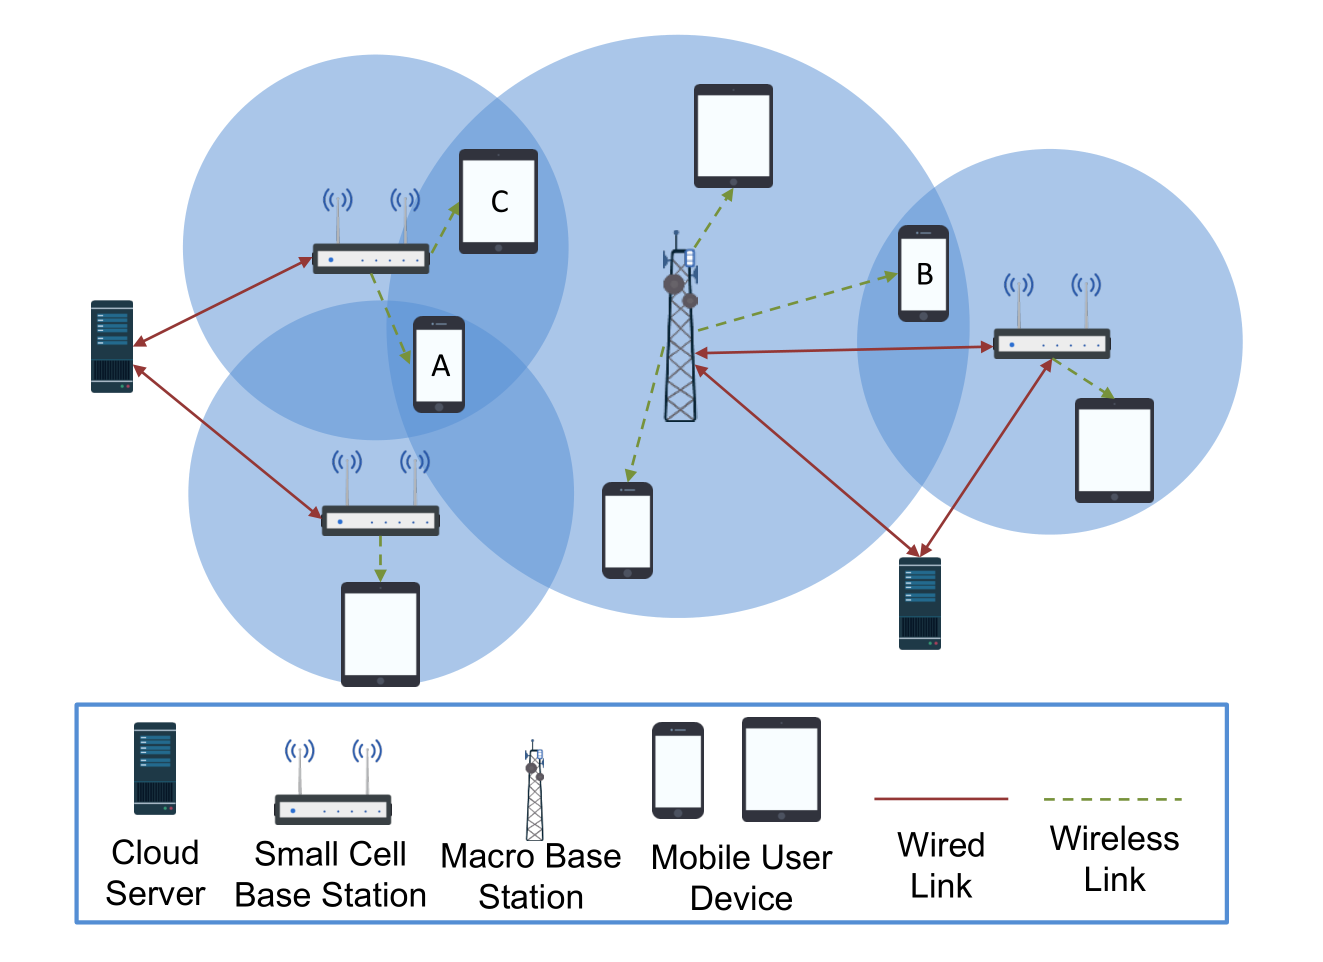 C
B
A
Cloud
Server
Small Cell
Base Station
Macro Base
Station
Mobile User
Device
Wired
Link
Wireless
Link